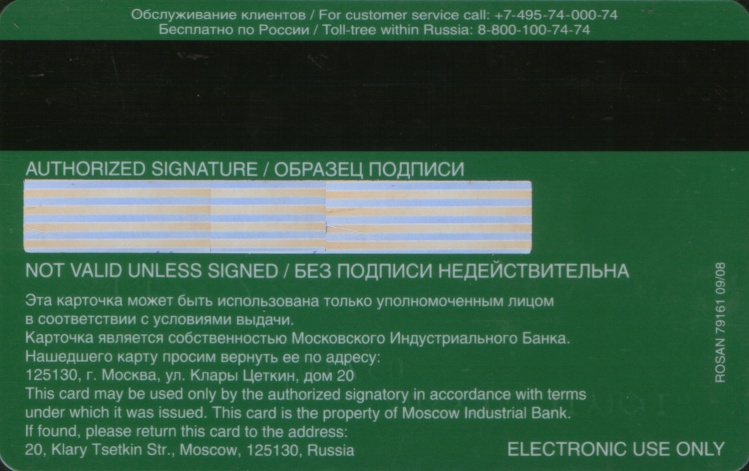 Обслуживание клиентов / For customer service call: +7-495-74-000-74
Бесплатно по России / Toll-tree within Russia: 8-800-100-74-74
AUTHORIZED SIGNATURE / ОБРАЗЕЦ ПОДПИСИ
NOT VALID UNLESS SIGNED / БЕЗ ПОДПИСИ НЕДЕЙСТВИТЕЛЬНА
Эта карточка может быть использована только уполномоченным лицом
в соответствии с условиями выдачи.
Карточка является собственностью Московского Индустриального Банка.
Нашедшего карту просим вернуть ее по адресу:
125130, г. Москва, ул. Клары Цеткин, дом 20
This card may be used only by the authorized signatory in accordance with terms
under which it was issued. This card is the property of Moscow Industrial Bank.
If found, please return this card to the address:
20, Klary Tsetkin Str., Moscow, 125130, Russia
ELECTRONIC USE ONLY
ROSAN 79161 09/08